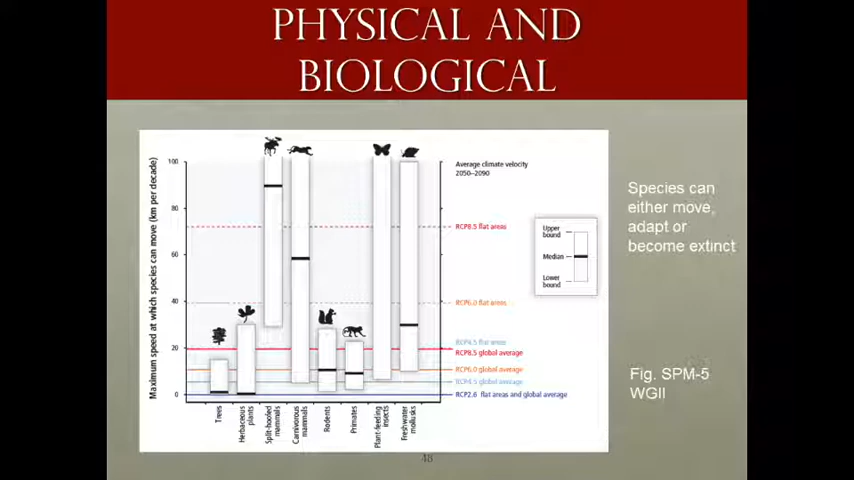 PHYSICAL AND
BIOLOGICAL
Maximum speed at which species can move (km per decade)
100
80
60
40
20
0
Average climate velocity
2050–2090
RCP8.5 flat areas
RCP6.0 flat areas
RCP4.5 flat areas
RCP8.5 global average
RCP6.0 global average
RCP4.5 global average
RCP2.6 flat areas and global average
Upper
bound
Median
Lower
bound
Trees
Herbaceous
plants
Split-hoofed
mammals
Carnivorous
mammals
Rodents
Primates
Plant-feeding
insects
Freshwater
mollusks
Species can
either move,
adapt or
become extinct
Fig. SPM-5
WGII
48